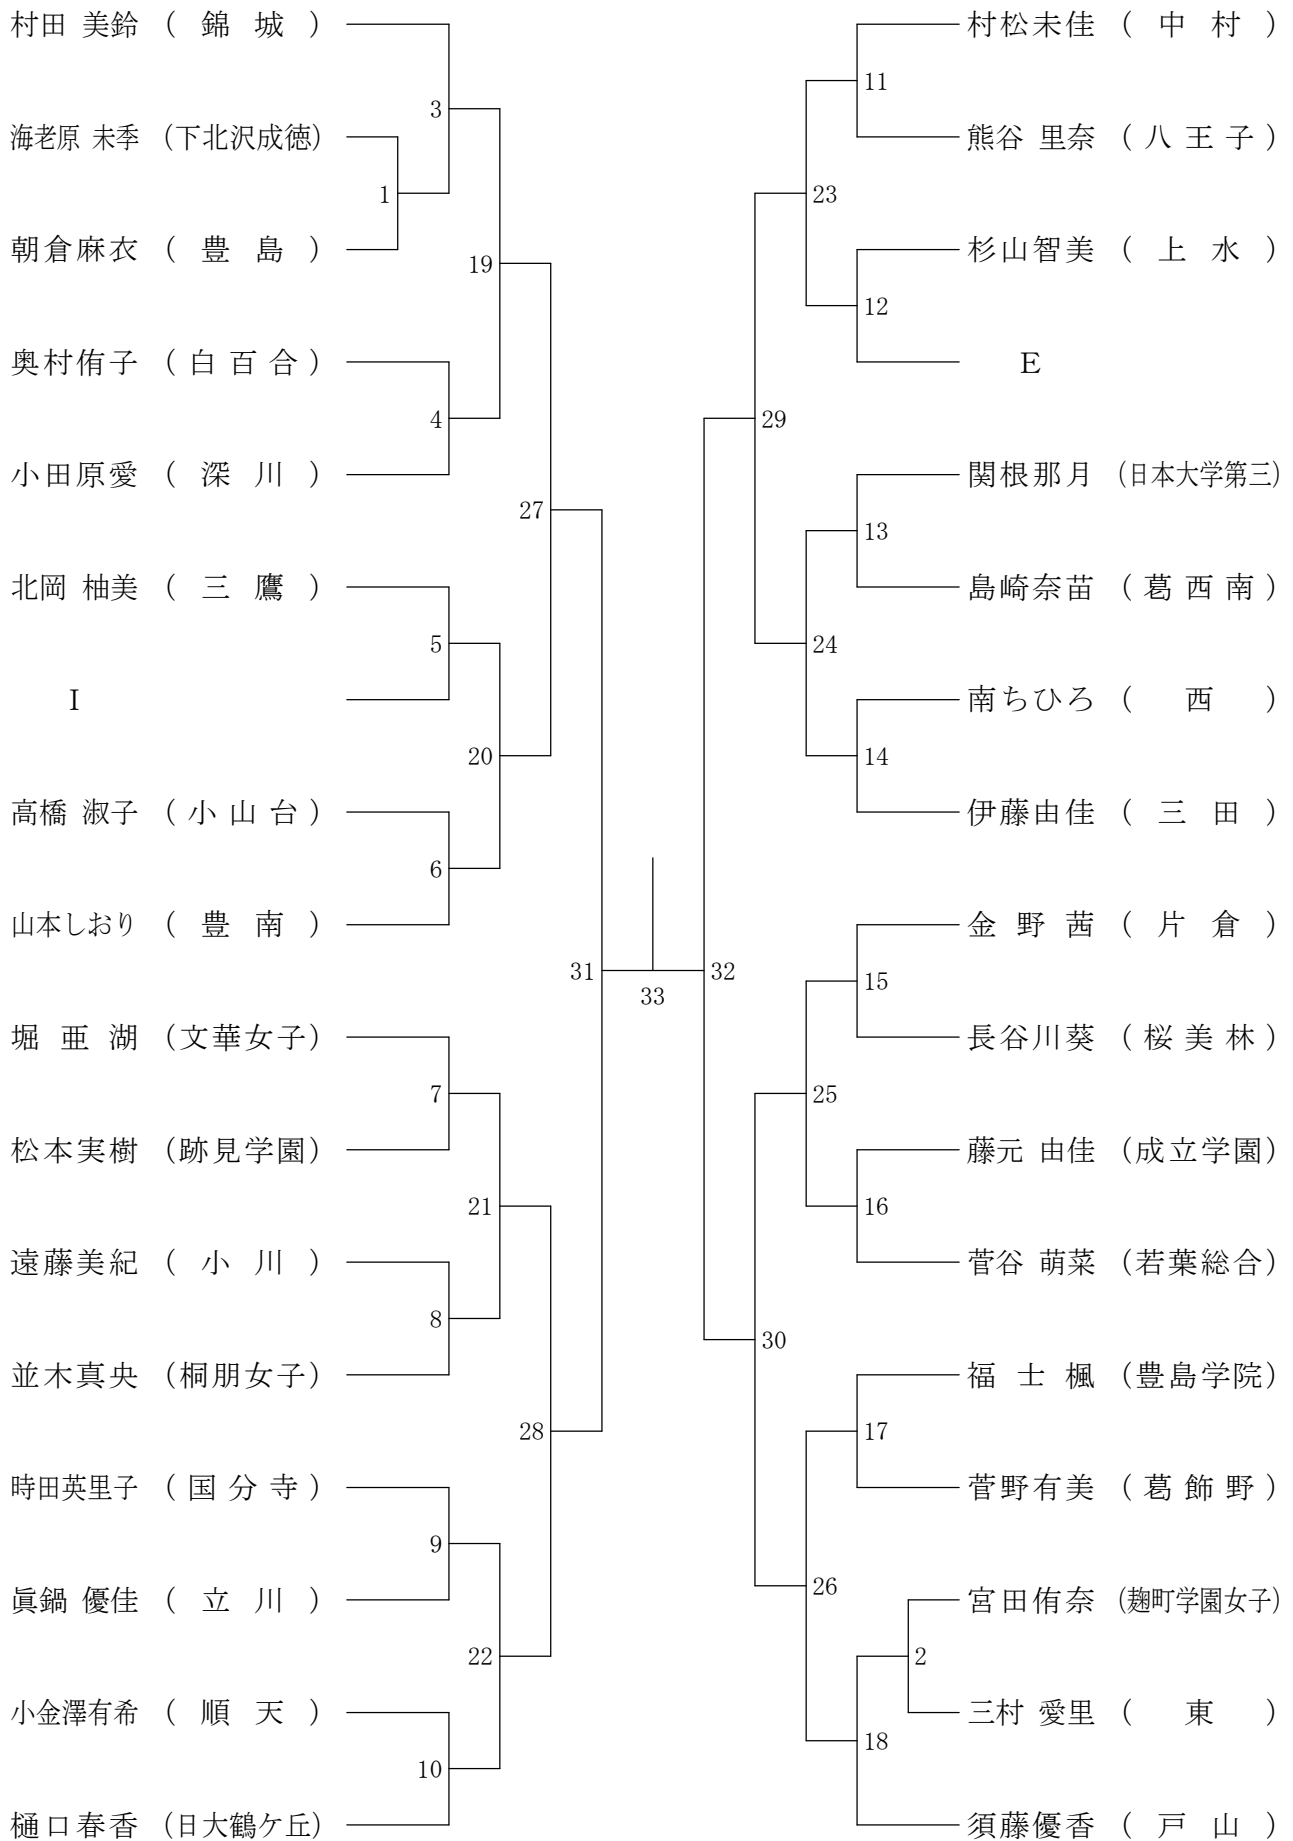 村田 美鈴 ( 錦 城 )
3
海老原 未季 (下北沢成徳)
1
朝倉麻衣 ( 豊 島 )
19
奥村侑子 ( 白 百 合 )
4
小田原愛 ( 深 川 )
27
北岡 柚美 ( 三 鷹 )
5
I
20
高橋 淑子 ( 小 山 台 )
6
山本しおり ( 豊 南 )
31
堀 亜 湖 (文華女子)
7
松本実樹 (跡見学園)
21
遠藤美紀 ( 小 川 )
8
並木真央 (桐朋女子)
28
時田英里子 ( 国 分 寺 )
9
眞鍋 優佳 ( 立 川 )
22
小金澤有希 ( 順 天 )
10
樋口春香 (日大鶴ケ丘)
33
村松未佳 ( 中 村 )
11
熊谷 里奈 ( 八 王 子 )
23
杉山智美 ( 上 水 )
12
E
29
関根那月 (日本大学第三)
13
島崎奈苗 ( 葛 西 南 )
24
南ちひろ ( 西 )
14
伊藤由佳 ( 三 田 )
32
金 野 茜 ( 片 倉 )
15
長谷川葵 ( 桜 美 林 )
25
藤元 由佳 (成立学園)
16
菅谷 萌菜 (若葉総合)
30
福 士 楓 (豊島学院)
17
菅野有美 ( 葛 飾 野 )
26
宮田侑奈 (麹町学園女子)
2
三村 愛里 ( 東 )
18
須藤優香 ( 戸 山 )